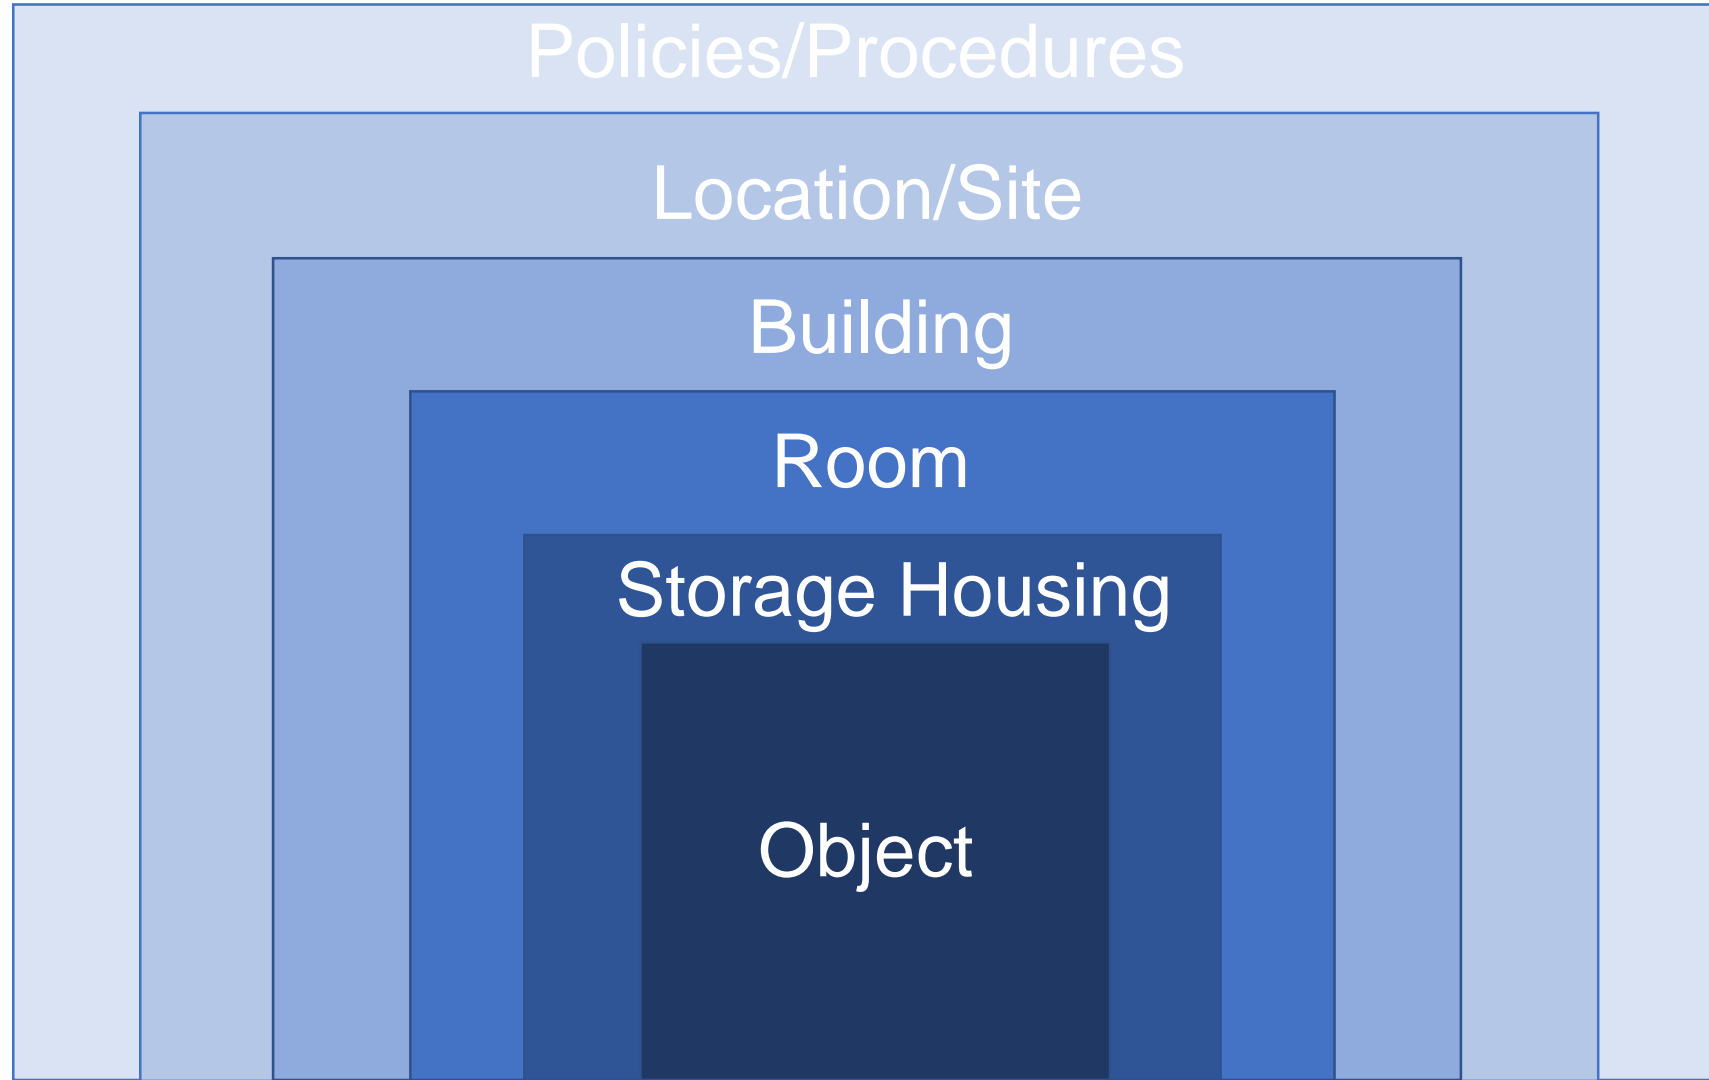 Policies/Procedures
Location/Site
Building
Room
Storage Housing
Object